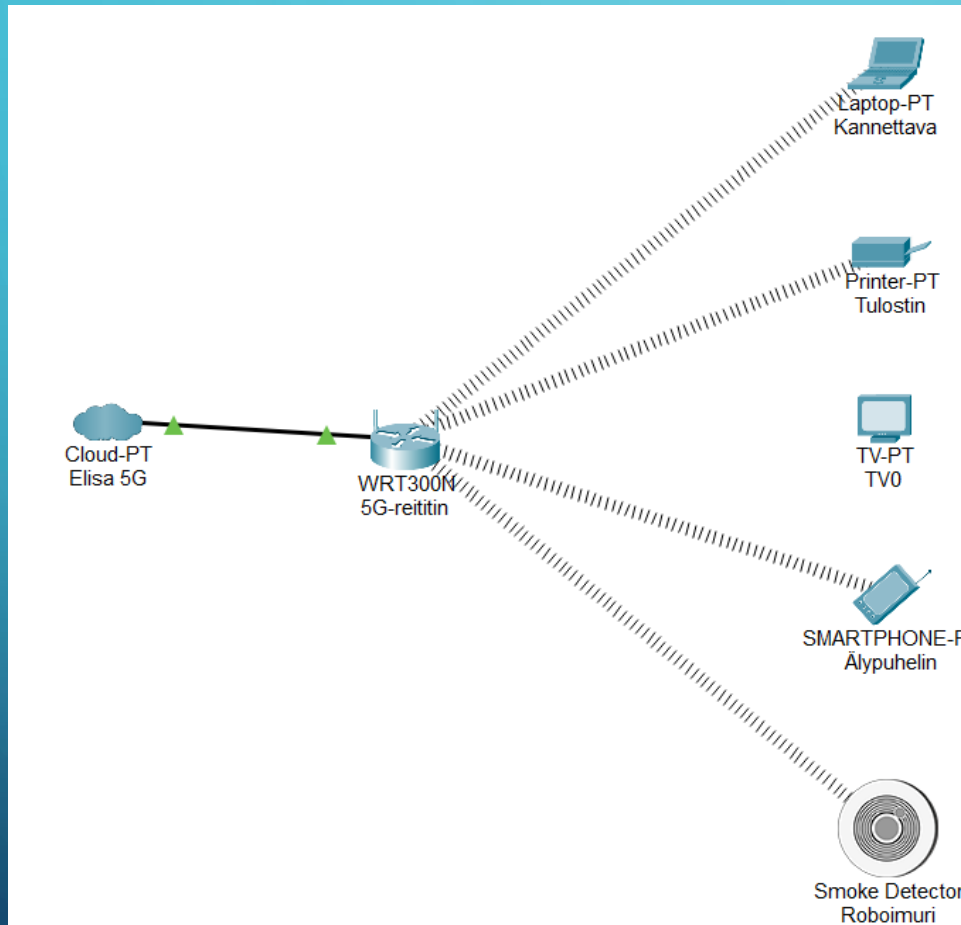 Laptop-PT
Kannettava
Printer-PT
Tulostin
Cloud-PT
Elisa 5G
WRT300N
5G-reititin
TV-PT
TV0
SMARTPHONE-P
Älypuhelin
Smoke Detector
Roboimuri